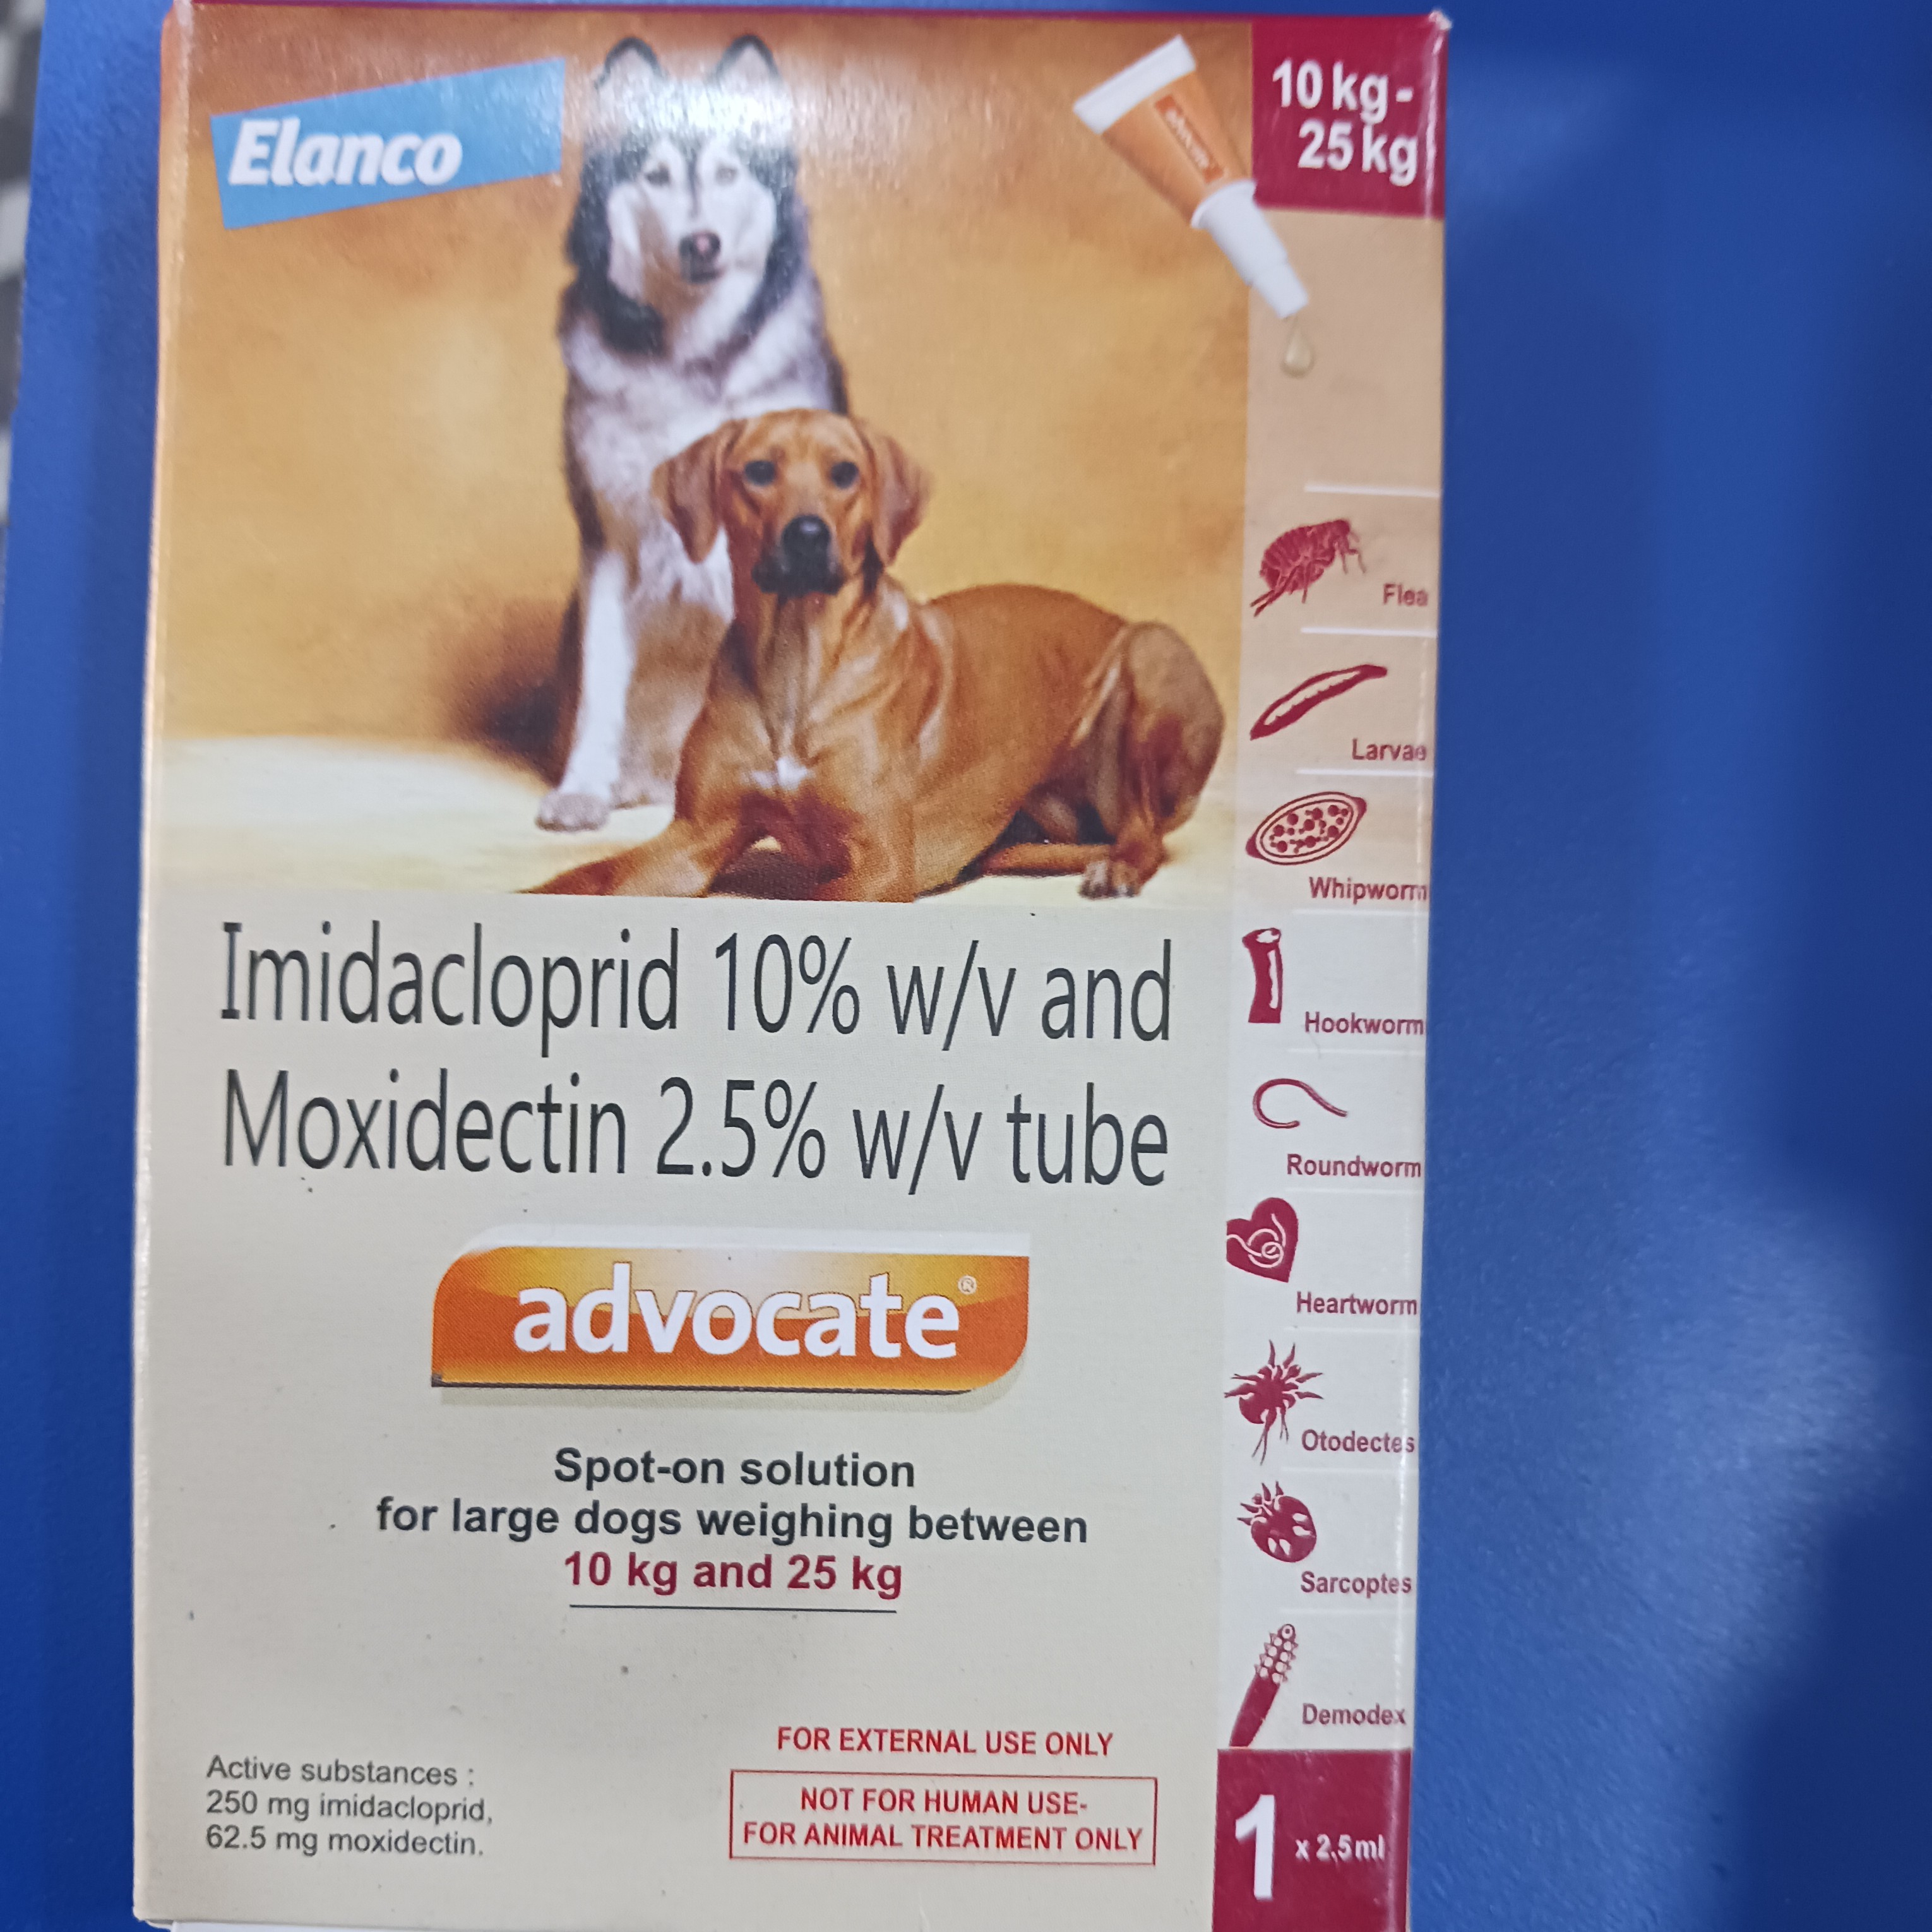 Elanco
advocate
10 kg-
25 kg
Flea
Larvae
Whipworm
Hookworm
Roundworm
Heartworm
Otodectes
Sarcoptes
Demodex
Imidacloprid 10% w/v and
Moxidectin 2.5% w/v tube
advocate®
Spot-on solution
for large dogs weighing between
10 kg and 25 kg
FOR EXTERNAL USE ONLY
NOT FOR HUMAN USE-
FOR ANIMAL TREATMENT ONLY
Active substances :
250 mg imidacloprid,
62.5 mg moxidectin.
1 x 2.5ml